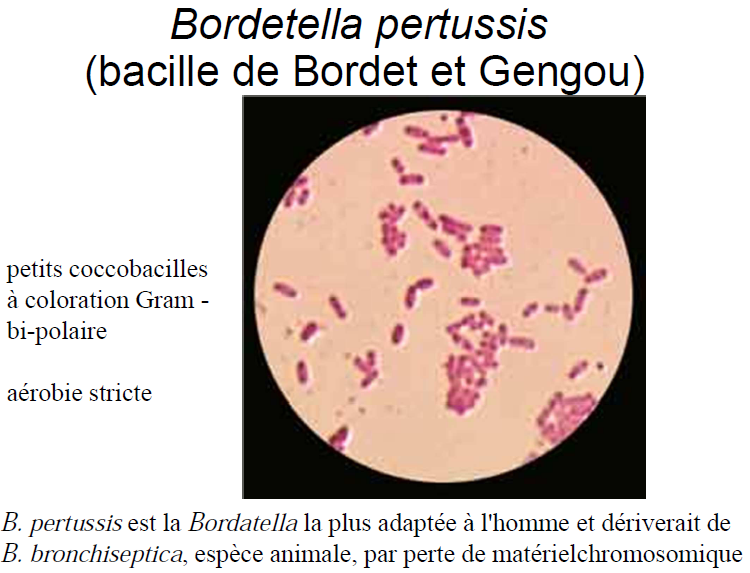 Bordetella pertussis
(bacille de Bordet et Gengou)
petits coccobacilles
à coloration Gram -
bi-polaire
aérobie stricte
B. pertussis est la Bordatella la plus adaptée à l'homme et dériverait de
B. bronchiseptica, espèce animale, par perte de matérielchromosomique